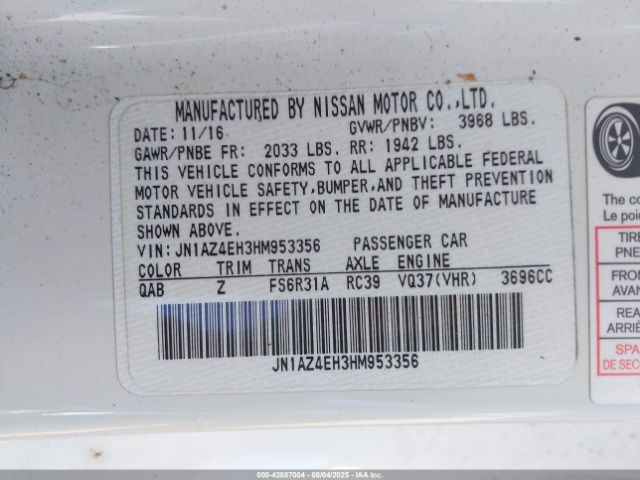 MANUFACTURED BY NISSAN MOTOR CO.,LTD.
DATE: 11/16 GVWR/PNBV: 3968 LBS.
GAWR/PNBE FR: 2033 LBS. RR: 1942 LBS.
THIS VEHICLE CONFORMS TO ALL APPLICABLE FEDERAL
MOTOR VEHICLE SAFETY,BUMPER,AND THEFT PREVENTION
STANDARDS IN EFFECT ON THE DATE OF MANUFACTURE
SHOWN ABOVE.
VIN: JN1AZ4EH3HM953356 PASSENGER CAR
COLOR TRIM TRANS AXLE ENGINE
QAB Z FS6R31A RC39 VQ37(VHR) 3696CC
JN1AZ4EH3HM953356
The co
Le poi
TIRE
PNE
FRO
AVAN
REA
ARRIÈ
SPA
DE SEC
000-42887004 - 08/04/2025 - IAAI.COM